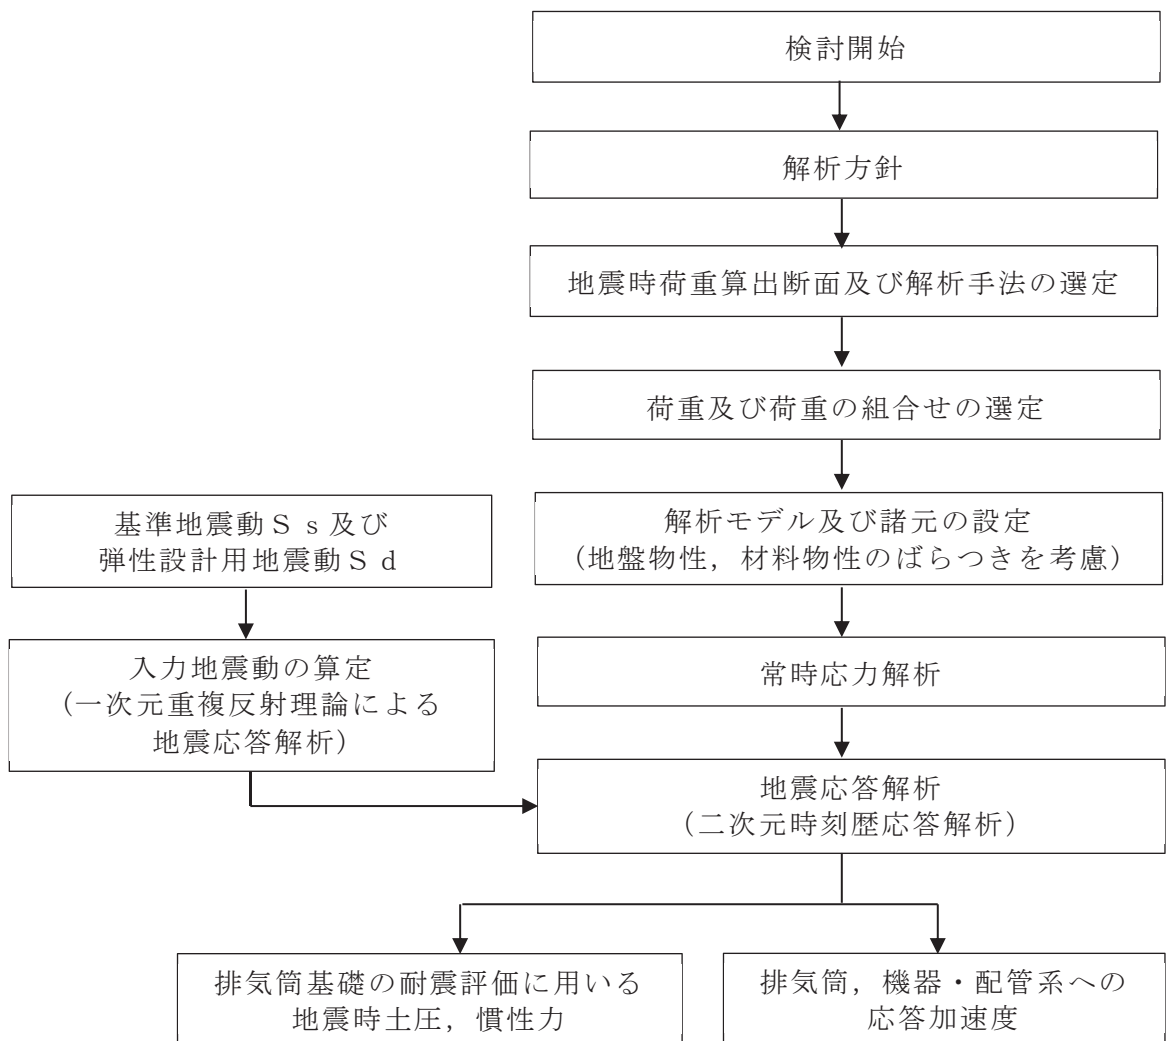 検討開始
解析方針
地震時荷重算出断面及び解析手法の選定
荷重及び荷重の組合せの選定
基準地震動Ｓｓ及び
弾性設計用地震動Ｓｄ
解析モデル及び諸元の設定
(地盤物性，材料物性のばらつきを考慮)
入力地震動の算定
(一次元重複反射理論による
地震応答解析)
常時応力解析
地震応答解析
(二次元時刻歴応答解析)
排気筒基礎の耐震評価に用いる
地震時土圧，慣性力
排気筒，機器・配管系への
応答加速度